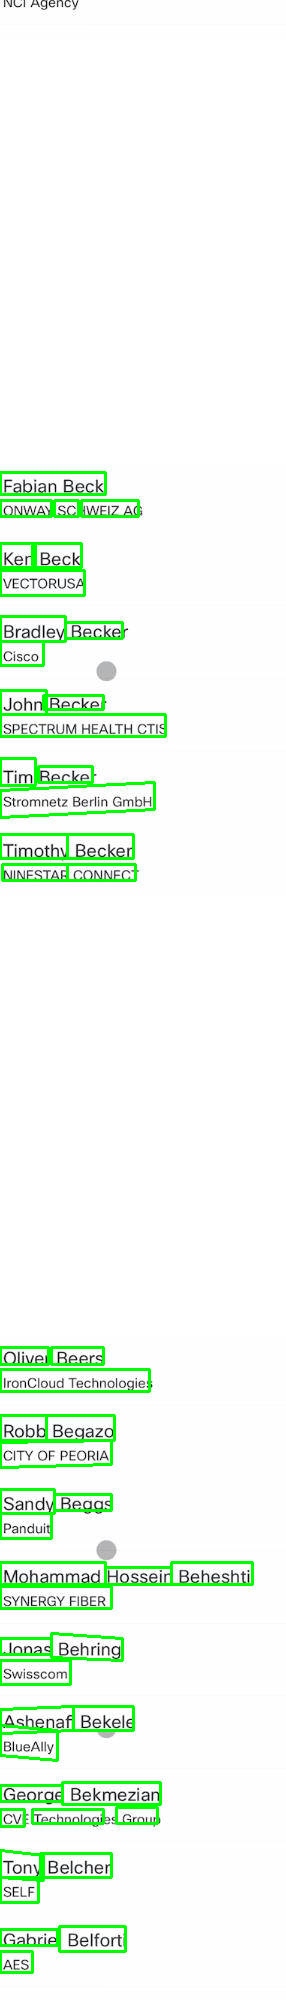 NCI Agency
Fabian Beck
ONWAY SCHWEIZ AG
Ken Beck
VECTORUSA
Bradley Becker
Cisco
John Becker
SPECTRUM HEALTH CTIS
Tim Becker
Stromnetz Berlin GmbH
Timothy Becker
NINESTAR CONNECT
Oliver Beers
IronCloud Technologies
Robb Begazo
CITY OF PEORIA
Sandy Beggs
Panduit
Mohammad Hossein Beheshti
SYNERGY FIBER
Jonas Behring
Swisscom
Ashenafi Bekele
BlueAlly
George Bekmezian
CVE Technologies Group
Tony Belcher
SELF
Gabriel Belforti
AES